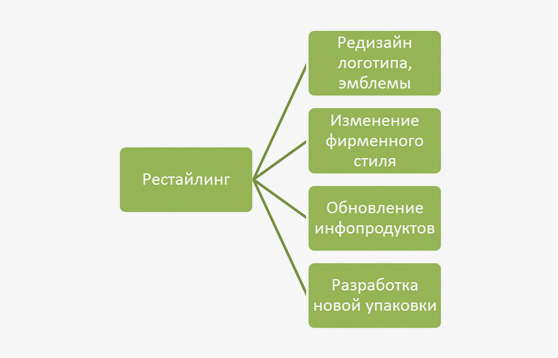 Рестайлинг
Редизайн
логотипа,
эмблемы
Изменение
фирменного
стиля
Обновление
инфопродуктов
Разработка
новой упаковки